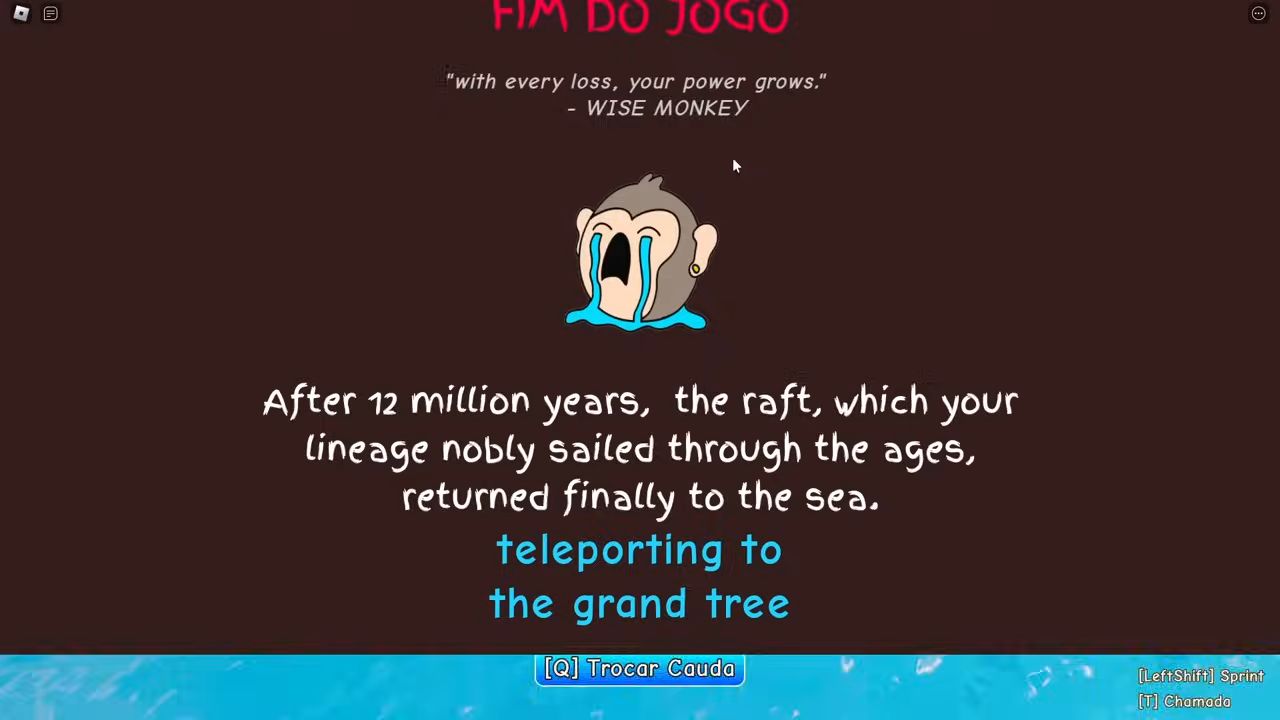 FIM DO JOGO
"with every loss, your power grows."
- WISE MONKEY
After 12 million years, the raft, which your
lineage nobly sailed through the ages,
returned finally to the sea.
teleporting to
the grand tree
[Q] Trocar Cauda
[LeftShift] Sprint
[T] Chamada